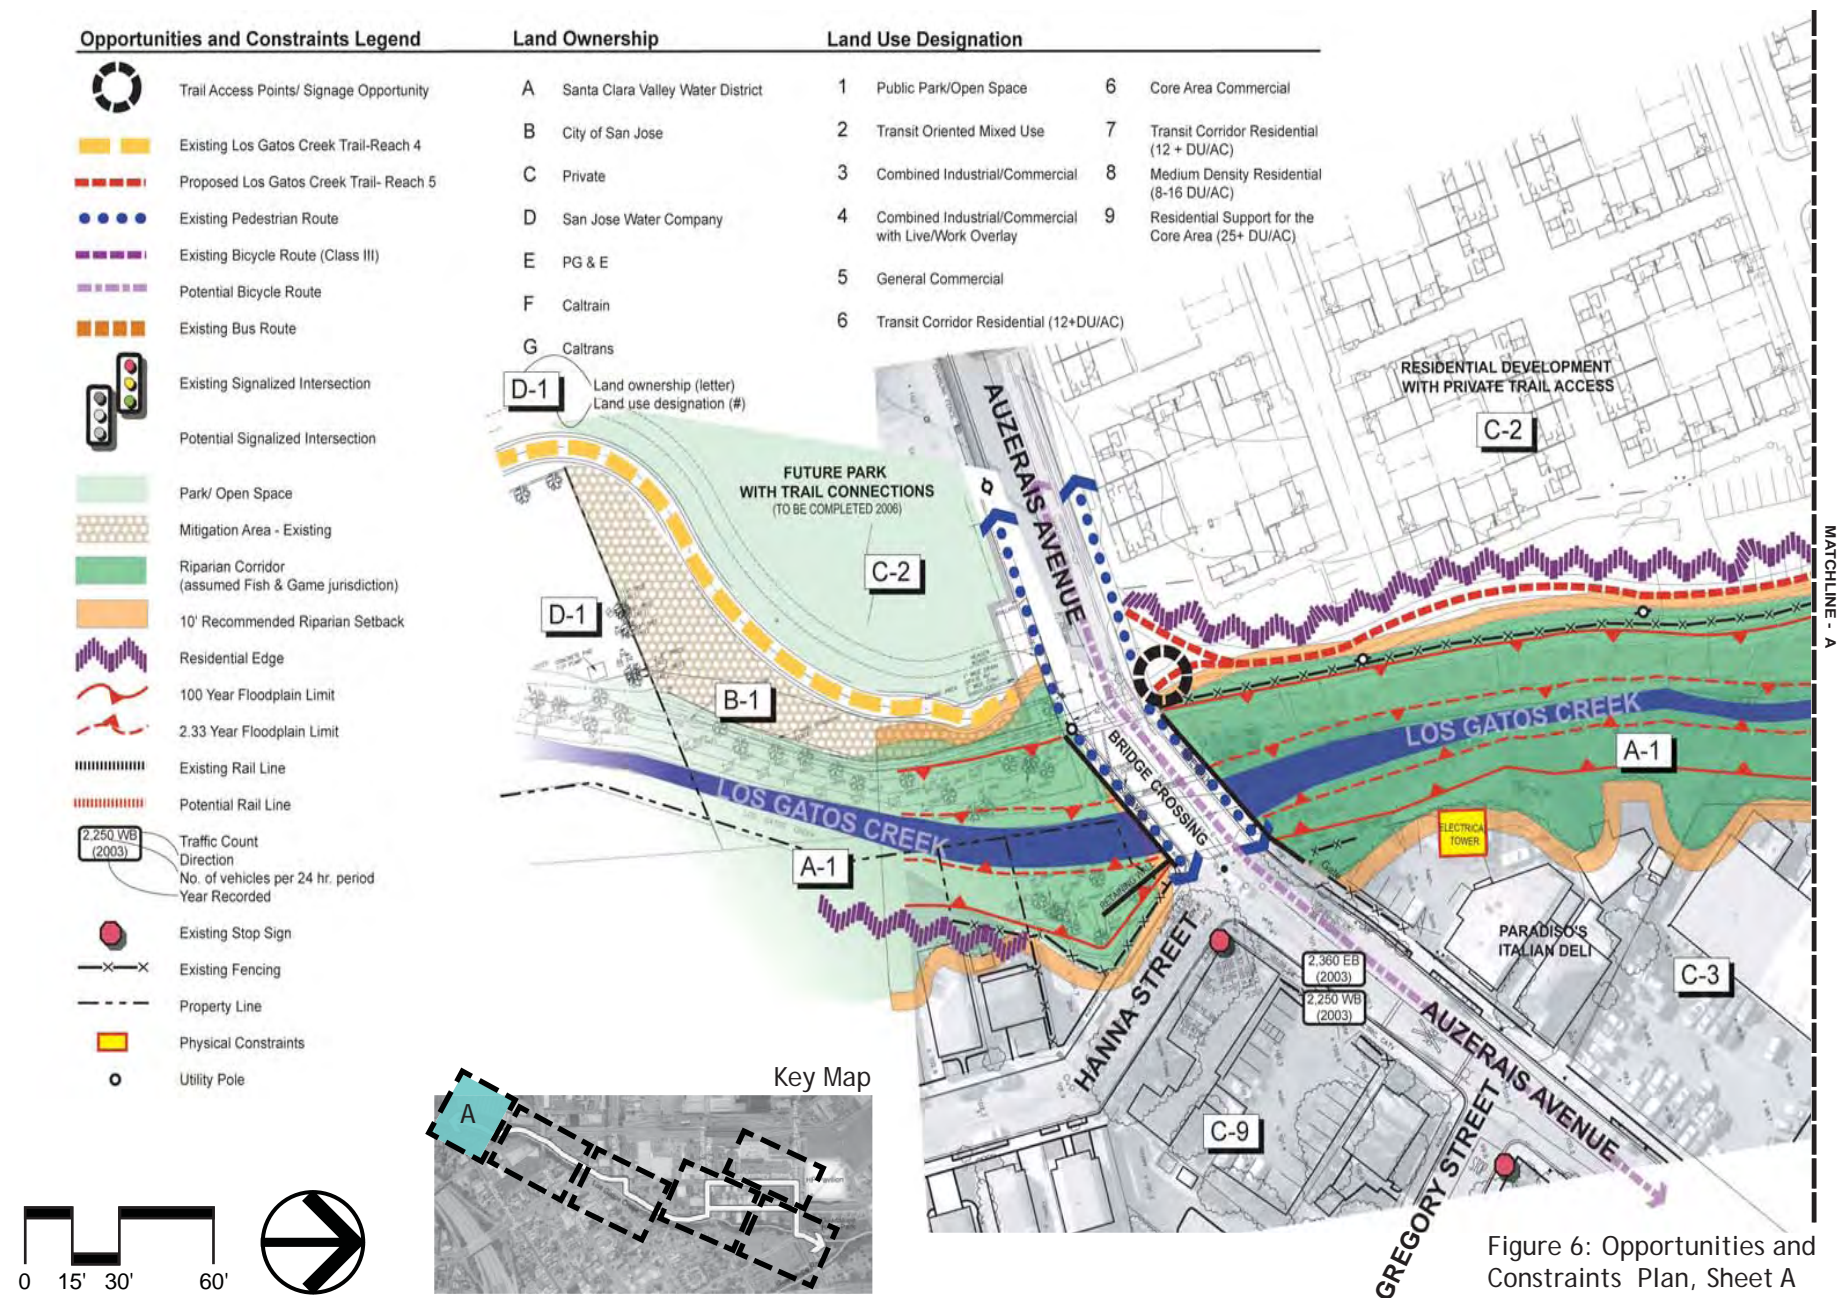 Opportunities and Constraints Legend
Trail Access Points/ Signage Opportunity
Existing Los Gatos Creek Trail-Reach 4
Proposed Los Gatos Creek Trail- Reach 5
Existing Pedestrian Route
Existing Bicycle Route (Class III)
Potential Bicycle Route
Existing Bus Route
Existing Signalized Intersection
Potential Signalized Intersection
Park/ Open Space
Mitigation Area - Existing
Riparian Corridor
(assumed Fish & Game jurisdiction)
10' Recommended Riparian Setback
Residential Edge
100 Year Floodplain Limit
2.33 Year Floodplain Limit
Existing Rail Line
Potential Rail Line
2,250 WB
(2003)
Traffic Count
Direction
No. of vehicles per 24 hr. period
Year Recorded
Existing Stop Sign
Existing Fencing
Property Line
Physical Constraints
Utility Pole
Land Ownership
A Santa Clara Valley Water District
B City of San Jose
C Private
D San Jose Water Company
E PG & E
F Caltrain
G Caltrans
D-1
Land ownership (letter)
Land use designation (#)
Land Use Designation
1 Public Park/Open Space
2 Transit Oriented Mixed Use
3 Combined Industrial/Commercial
4 Combined Industrial/Commercial
with Live/Work Overlay
5 General Commercial
6 Transit Corridor Residential (12+DU/AC)
6 Core Area Commercial
7 Transit Corridor Residential
(12 + DU/AC)
8 Medium Density Residential
(8-16 DU/AC)
9 Residential Support for the
Core Area (25+ DU/AC)
RESIDENTIAL DEVELOPMENT
WITH PRIVATE TRAIL ACCESS
C-2
FUTURE PARK
WITH TRAIL CONNECTIONS
(TO BE COMPLETED 2006)
C-2
AUZERAIS AVENUE
D-1
B-1
MATCHLINE - A
LOS GATOS CREEK
A-1
BRIDGE CROSSING
LOS GATOS CREEK
A-1
RETAINING WALL
ELECTRICAL
TOWER
Gate
PARADISO'S
ITALIAN DELI
C-3
2,360 EB
(2003)
2,250 WB
(2003)
HANNA STREET
AUZERAIS AVENUE
C-9
STOP
GREGORY STREET
Key Map
A
HP Pavilion
0 15' 30' 60'
Figure 6: Opportunities and
Constraints Plan, Sheet A